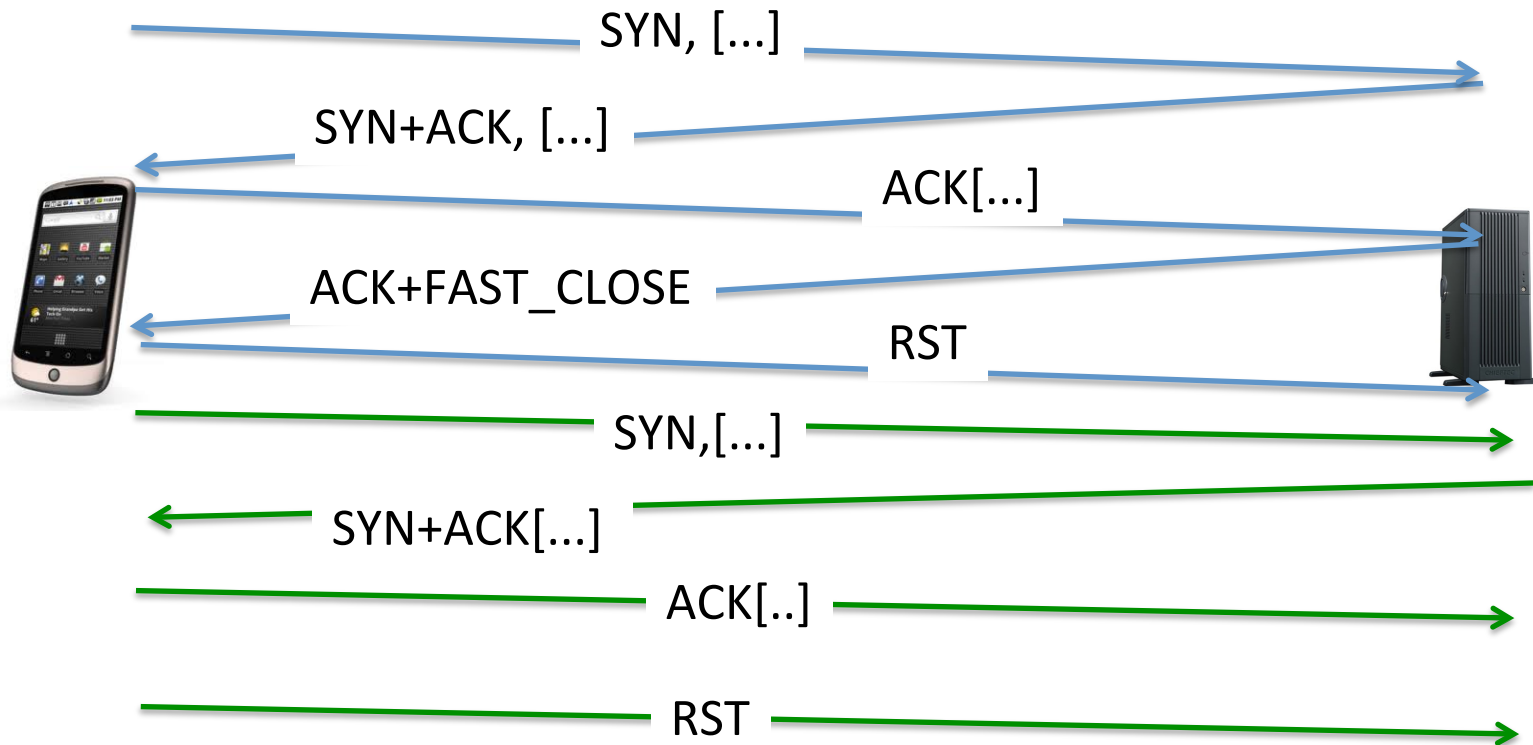 SYN, [...]
SYN+ACK, [...]
ACK[...]
ACK+FAST_CLOSE
RST
SYN,[...]
SYN+ACK[...]
ACK[..]
RST